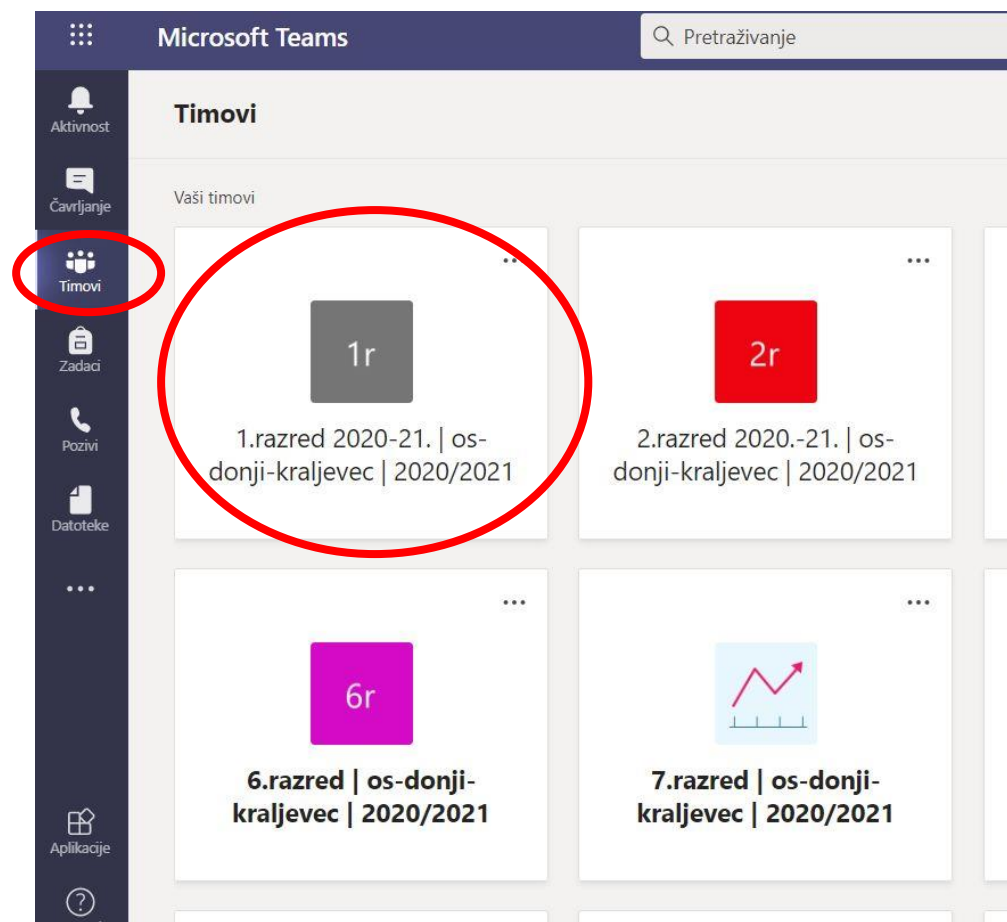 Microsoft Teams
Pretraživanje
Aktivnost
Čavrljanje
Timovi
Zadaci
Pozivi
Datoteke
Aplikacije
Timovi
Vaši timovi
1r
1.razred 2020-21. | os-
donji-kraljevec | 2020/2021
2r
2.razred 2020.-21. | os-
donji-kraljevec | 2020/2021
6r
6.razred | os-donji-
kraljevec | 2020/2021
7.razred | os-donji-
kraljevec | 2020/2021